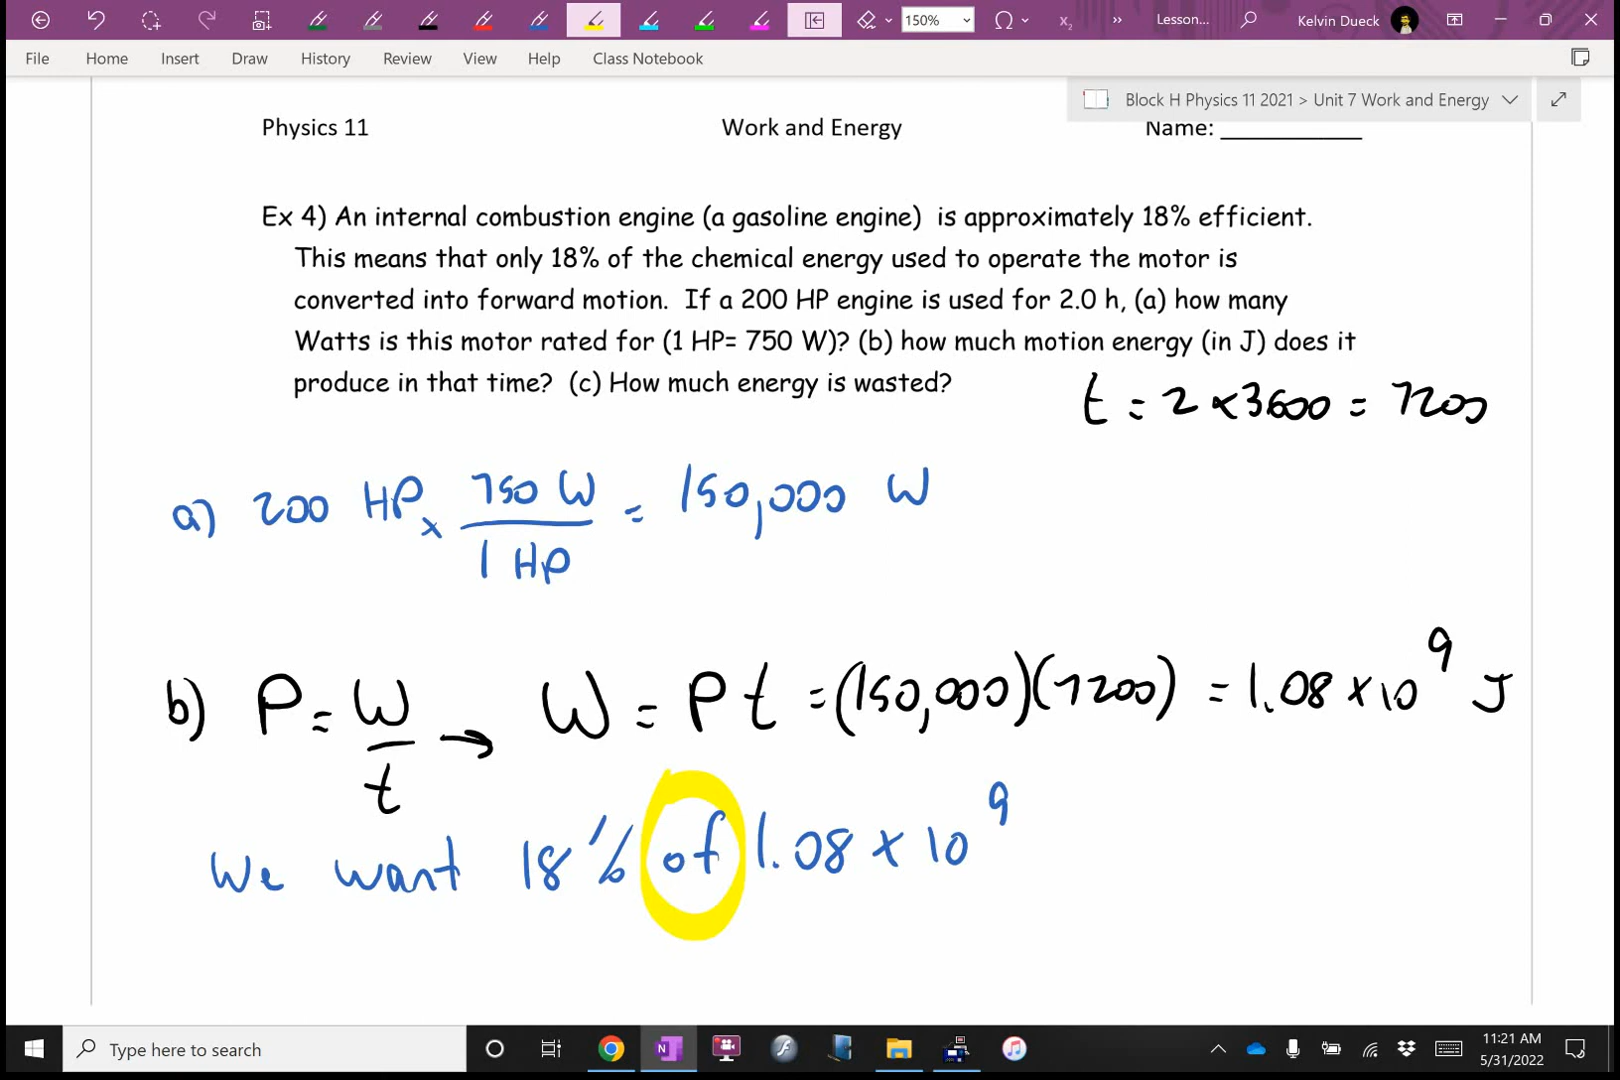 150%
Lesson...
Kelvin Dueck
File Home Insert Draw History Review View Help Class Notebook
Block H Physics 11 2021 > Unit 7 Work and Energy
Physics 11 Work and Energy Name: ____________
Ex 4) An internal combustion engine (a gasoline engine) is approximately 18% efficient.
This means that only 18% of the chemical energy used to operate the motor is
converted into forward motion. If a 200 HP engine is used for 2.0 h, (a) how many
Watts is this motor rated for (1 HP= 750 W)? (b) how much motion energy (in J) does it
produce in that time? (c) How much energy is wasted?
t = 2 x 3600 = 7200
a) 200 HP x 750 W / 1 HP = 150,000 W
b) P = W / t → W = P t = (150,000)(7200) = 1.08 x 10⁹ J
We want 18% of 1.08 x 10⁹
Type here to search
11:21 AM
5/31/2022